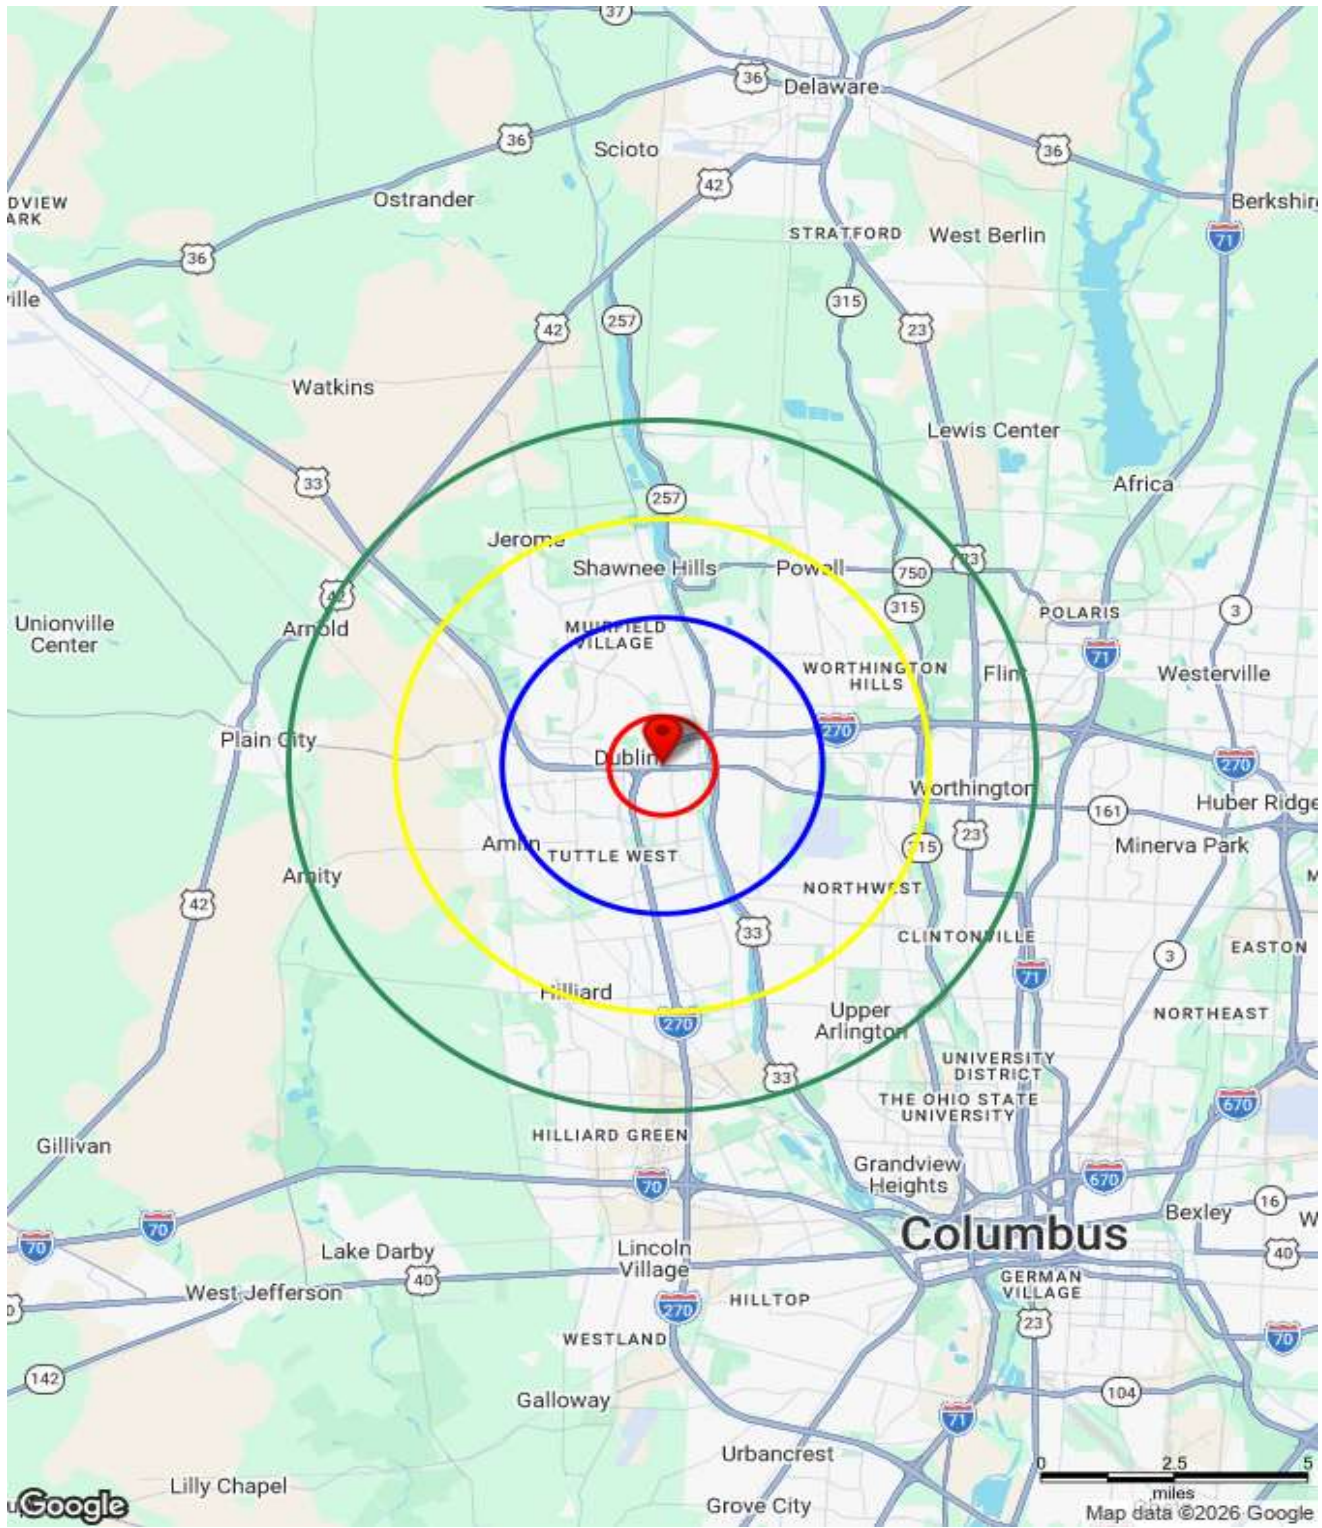 37
36
Delaware
36
Scioto
36
42
Ostrander
DVIEW
ARK
Berkshire
STRATFORD
West Berlin
71
36
ville
315
257
42
23
Watkins
Lewis Center
33
257
Africa
Jerome
Shawnee Hills
Powell
750
23
42
315
3
POLARIS
Unionville
Center
Arnold
MUIRFIELD
VILLAGE
71
WORTHINGTON
HILLS
Flint
Westerville
270
Plain City
Dublin
270
Worthington
161
Huber Ridge
23
Amlin
TUTTLE WEST
315
Minerva Park
Amity
NORTHWEST
42
33
CLINTONVILLE
EASTON
3
71
Hilliard
Upper
Arlington
NORTHEAST
270
UNIVERSITY
DISTRICT
33
THE OHIO STATE
UNIVERSITY
670
HILLIARD GREEN
Gillivan
Grandview
Heights
70
670
16
Bexley
W
70
70
Columbus
Lake Darby
Lincoln
Village
40
40
West Jefferson
GERMAN
VILLAGE
HILLTOP
270
23
WESTLAND
70
142
104
Galloway
71
Urbancrest
0 2.5 5
miles
Lilly Chapel
Google
Grove City
Map data ©2026 Google